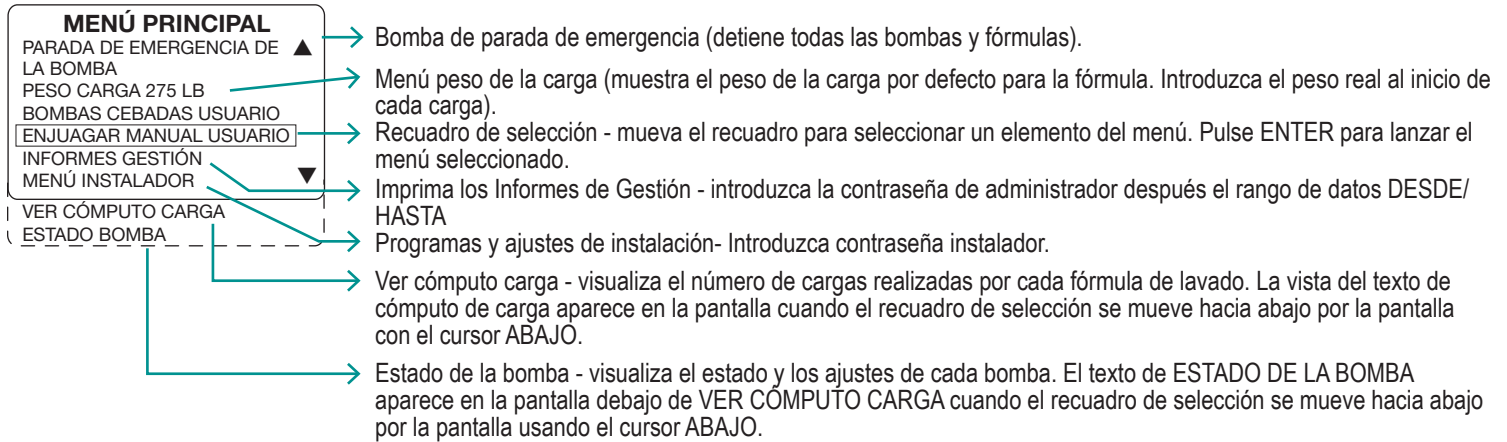 MENÚ PRINCIPAL
PARADA DE EMERGENCIA DE ▲
LA BOMBA
PESO CARGA 275 LB
BOMBAS CEBADAS USUARIO
ENJUAGAR MANUAL USUARIO
INFORMES GESTIÓN
MENÚ INSTALADOR ▼
VER CÓMPUTO CARGA
ESTADO BOMBA
Bomba de parada de emergencia (detiene todas las bombas y fórmulas).
Menú peso de la carga (muestra el peso de la carga por defecto para la fórmula. Introduzca el peso real al inicio de
cada carga).
Recuadro de selección - mueva el recuadro para seleccionar un elemento del menú. Pulse ENTER para lanzar el
menú seleccionado.
Imprima los Informes de Gestión - introduzca la contraseña de administrador después el rango de datos DESDE/
HASTA
Programas y ajustes de instalación- Introduzca contraseña instalador.
Ver cómputo carga - visualiza el número de cargas realizadas por cada fórmula de lavado. La vista del texto de
cómputo de carga aparece en la pantalla cuando el recuadro de selección se mueve hacia abajo por la pantalla
con el cursor ABAJO.
Estado de la bomba - visualiza el estado y los ajustes de cada bomba. El texto de ESTADO DE LA BOMBA
aparece en la pantalla debajo de VER CÓMPUTO CARGA cuando el recuadro de selección se mueve hacia abajo
por la pantalla usando el cursor ABAJO.